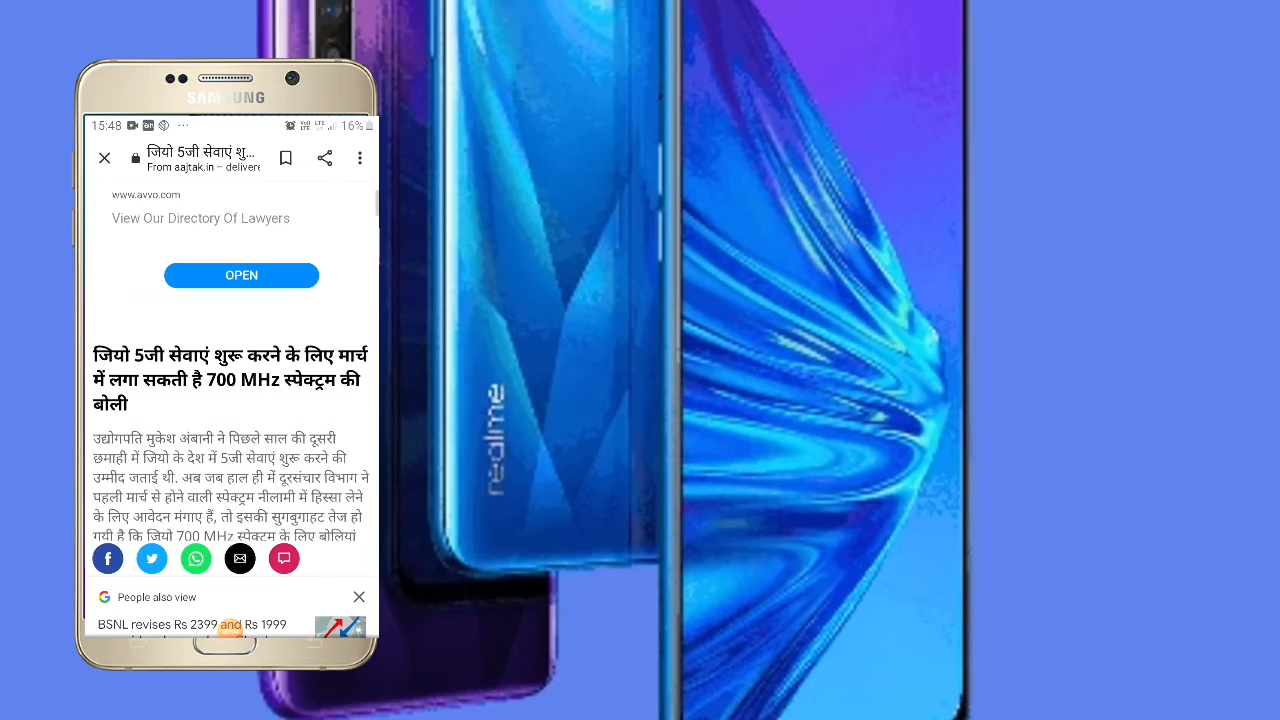 SAMSUNG
15:48 ... 16%
जियो 5जी सेवाएं शु...
From aajtak.in – delivere
www.avvo.com
View Our Directory Of Lawyers
OPEN
जियो 5जी सेवाएं शुरू करने के लिए मार्च
में लगा सकती है 700 MHz स्पेक्ट्रम की
बोली
उद्योगपति मुकेश अंबानी ने पिछले साल की दूसरी
छमाही में जियो के देश में 5जी सेवाएं शुरू करने की
उम्मीद जताई थी. अब जब हाल ही में दूरसंचार विभाग ने
पहली मार्च से होने वाली स्पेक्ट्रम नीलामी में हिस्सा लेने
के लिए आवेदन मंगाए हैं, तो इसकी सुगबुगाहट तेज हो
गयी है कि जियो 700 MHz स्पेक्ट्रम के लिए बोलियां
People also view
BSNL revises Rs 2399 and Rs 1999
realme